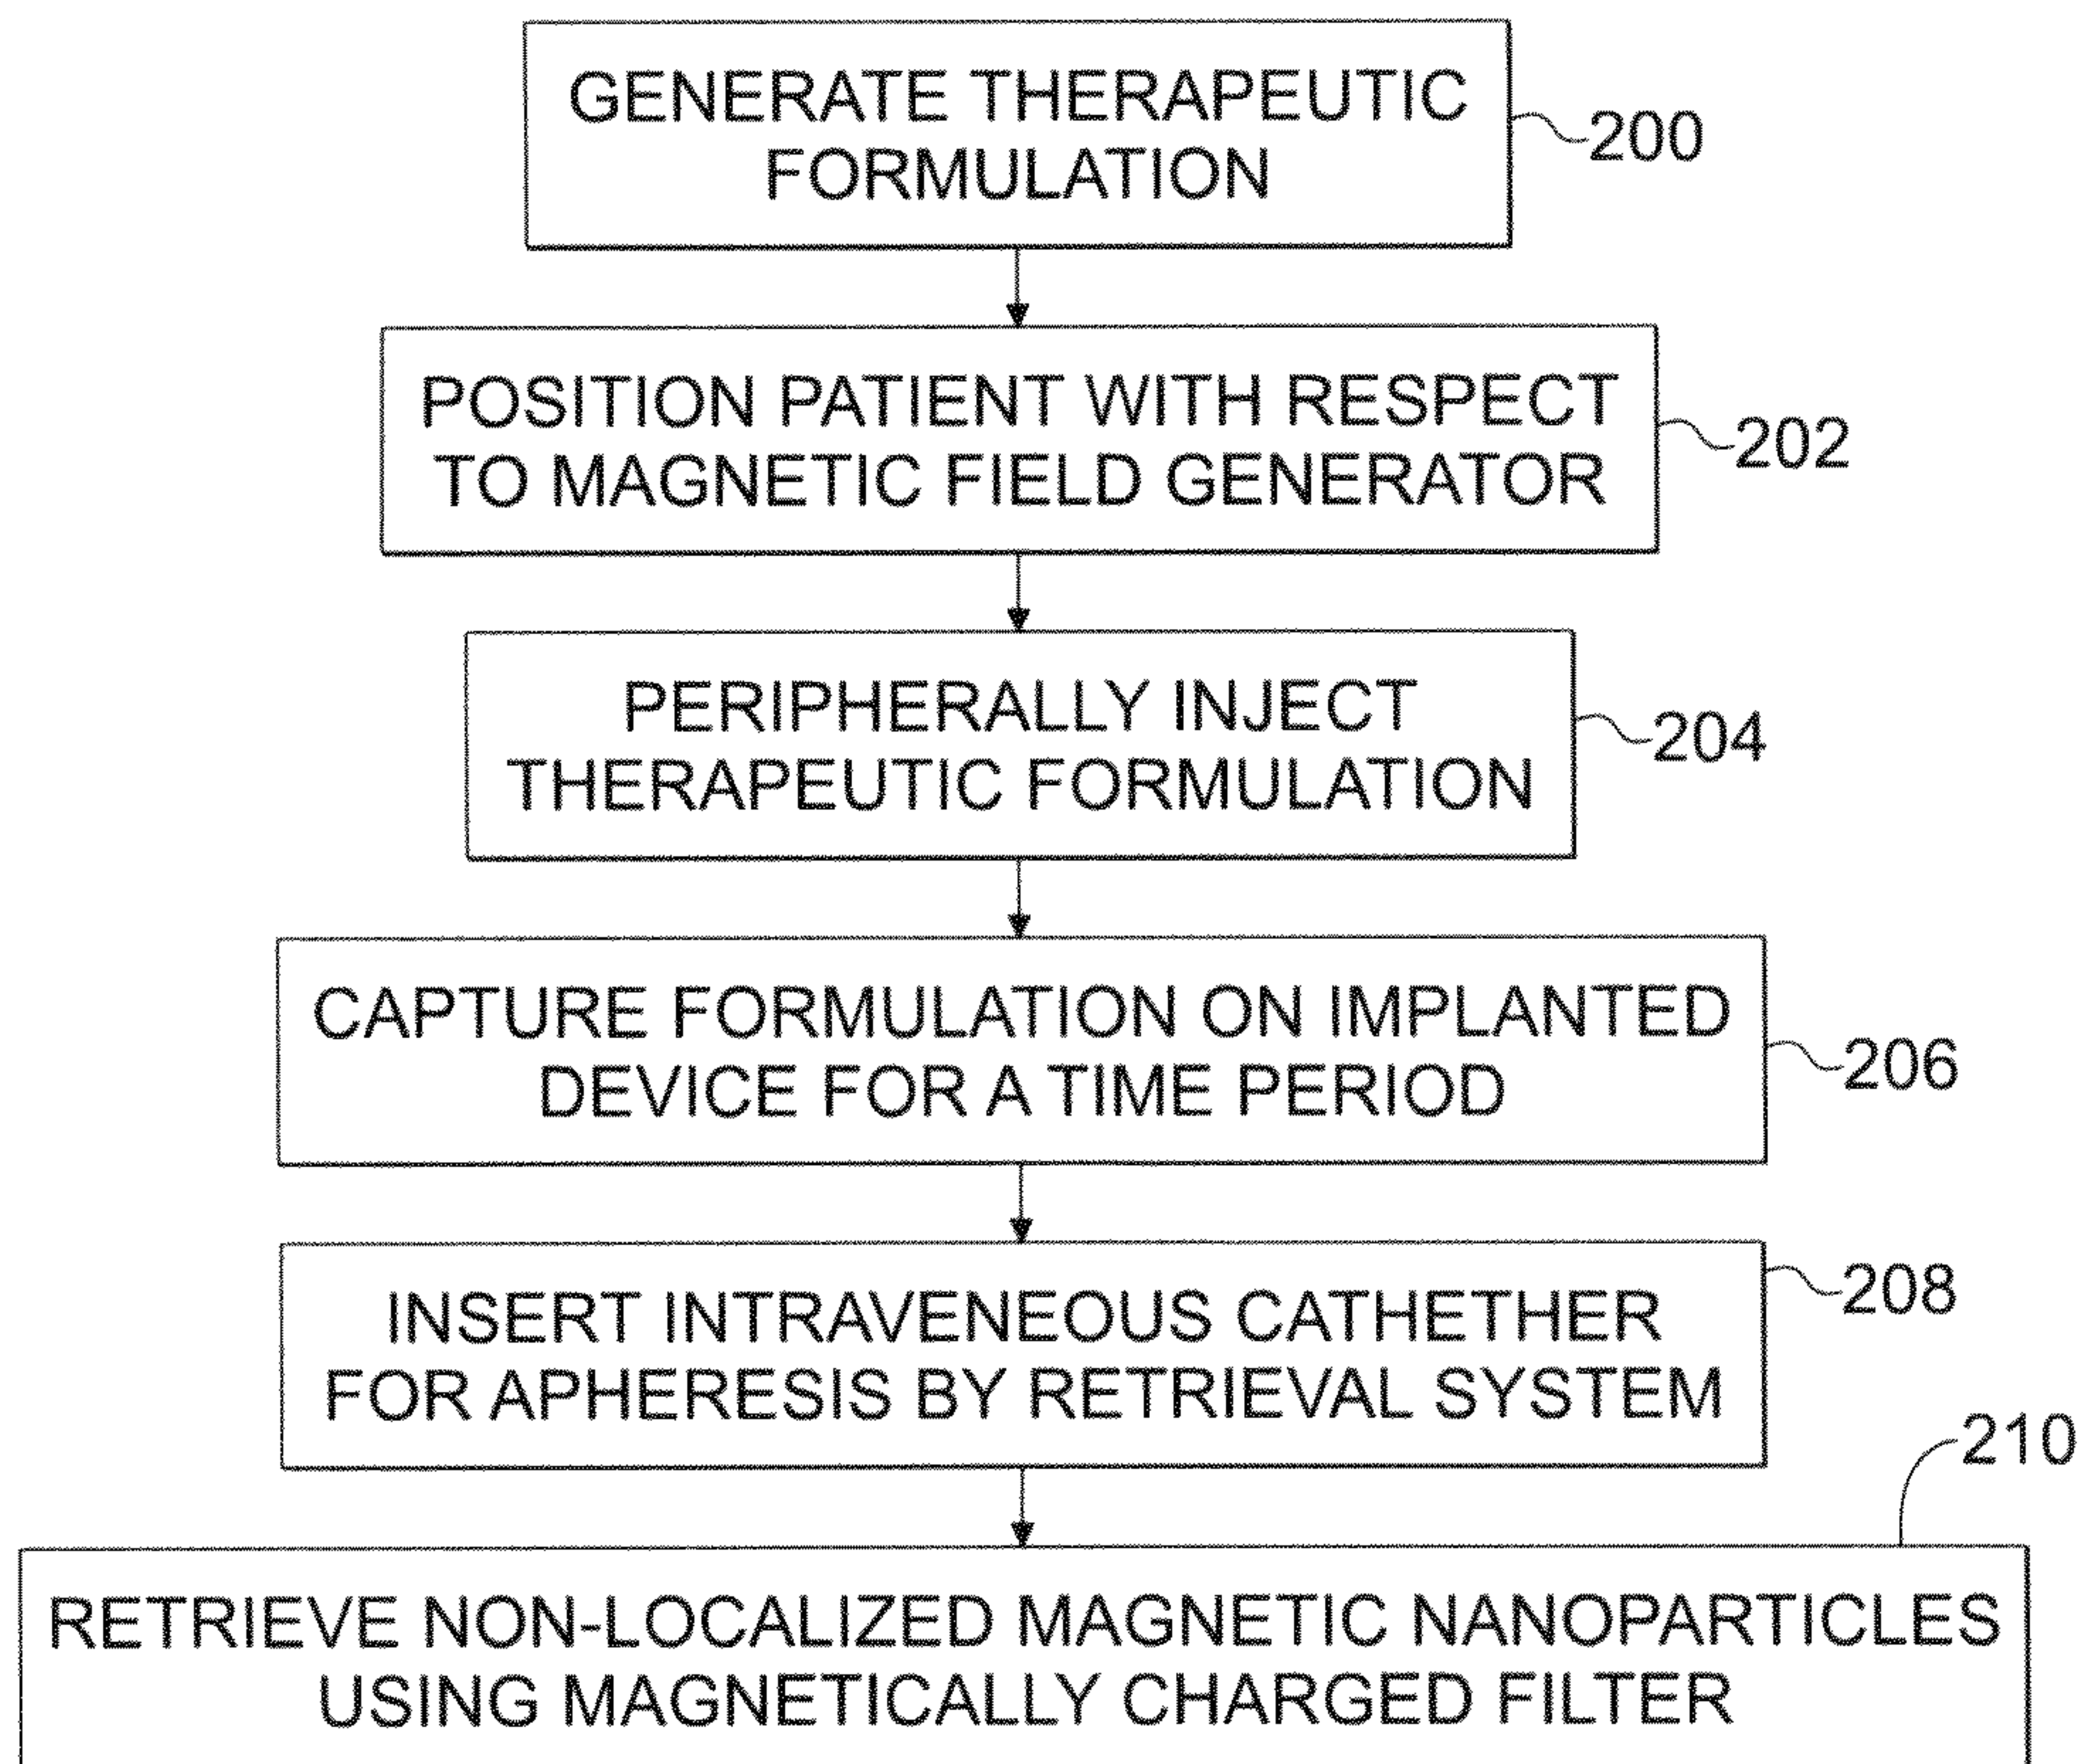 GENERATE THERAPEUTIC
FORMULATION
200
POSITION PATIENT WITH RESPECT
TO MAGNETIC FIELD GENERATOR
202
PERIPHERALLY INJECT
THERAPEUTIC FORMULATION
204
CAPTURE FORMULATION ON IMPLANTED
DEVICE FOR A TIME PERIOD
206
INSERT INTRAVENEOUS CATHETHER
FOR APHERESIS BY RETRIEVAL SYSTEM
208
210
RETRIEVE NON-LOCALIZED MAGNETIC NANOPARTICLES
USING MAGNETICALLY CHARGED FILTER